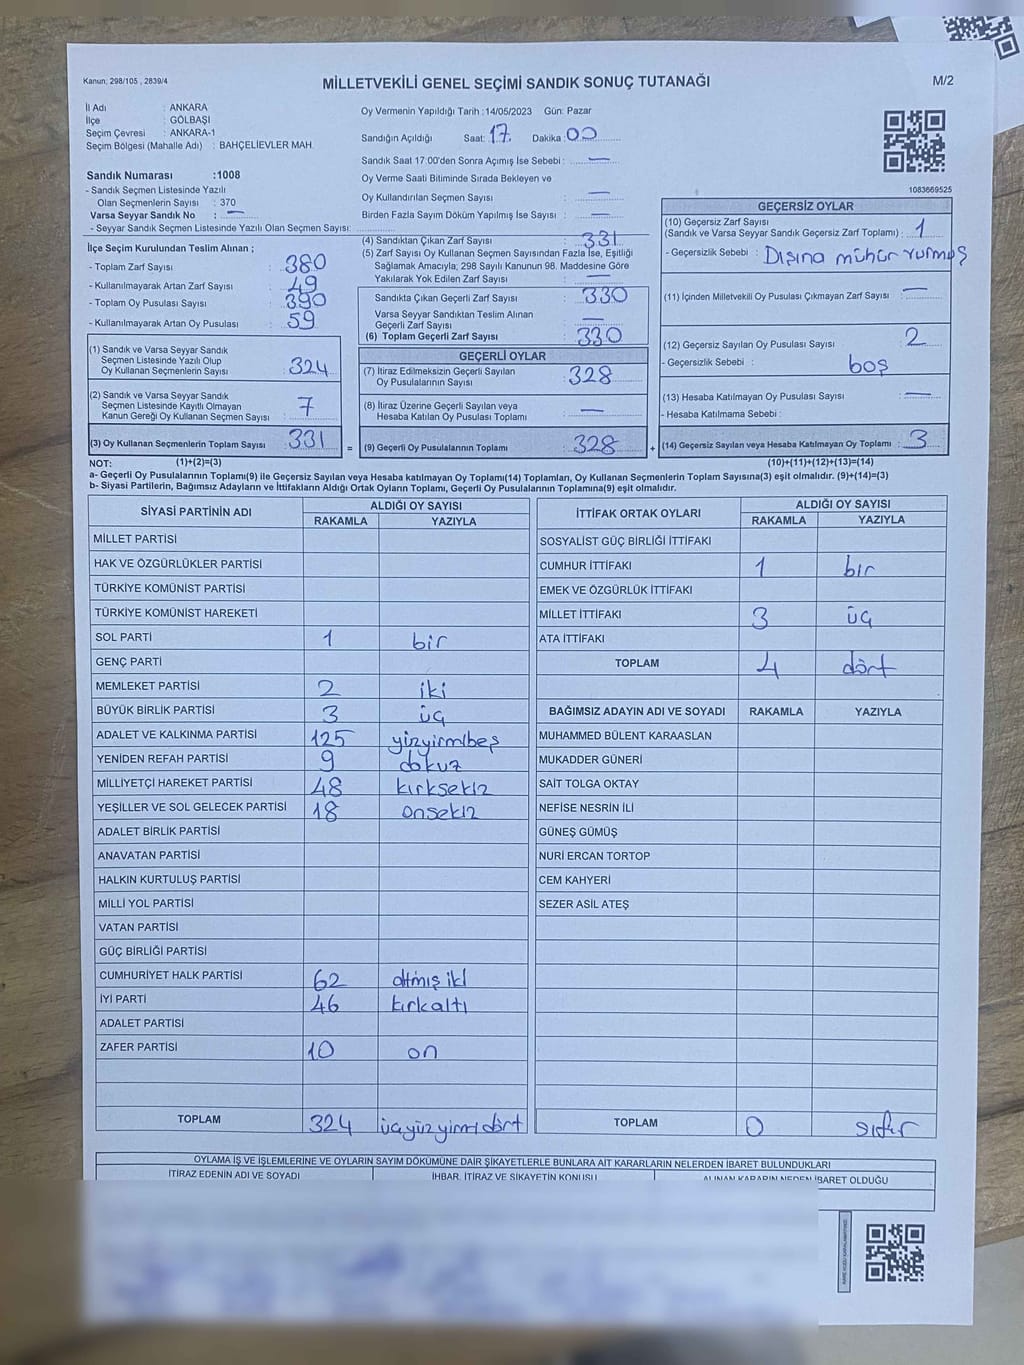 Kanun: 298/105 , 2839/4
MİLLETVEKİLİ GENEL SEÇİMİ SANDIK SONUÇ TUTANAĞI
M/2
İl Adı : ANKARA
İlçe : GÖLBAŞI
Seçim Çevresi : ANKARA-1
Seçim Bölgesi (Mahalle Adı) : BAHÇELİEVLER MAH.
Oy Vermenin Yapıldığı Tarih :14/05/2023 Gün: Pazar
Sandığın Açıldığı Saat: 17 Dakika :00
Sandık Saat 17:00'den Sonra Açımış İse Sebebi : —
Oy Verme Saati Bitiminde Sırada Bekleyen ve
Oy Kullandırılan Seçmen Sayısı : —
Birden Fazla Sayım Döküm Yapılmış İse Sayısı : —
1083669525
Sandık Numarası :1008
- Sandık Seçmen Listesinde Yazılı
Olan Seçmenlerin Sayısı : 370
Varsa Seyyar Sandık No : —
- Seyyar Sandık Seçmen Listesinde Yazılı Olan Seçmen Sayısı:
İlçe Seçim Kurulundan Teslim Alınan ;
- Toplam Zarf Sayısı : 380
- Kullanılmayarak Artan Zarf Sayısı : 49
- Toplam Oy Pusulası Sayısı : 390
- Kullanılmayarak Artan Oy Pusulası : 59
(1) Sandık ve Varsa Seyyar Sandık
Seçmen Listesinde Yazılı Olup
Oy Kullanan Seçmenlerin Sayısı : 324
(2) Sandık ve Varsa Seyyar Sandık
Seçmen Listesinde Kayıtlı Olmayan
Kanun Gereği Oy Kullanan Seçmen Sayısı : 7
(3) Oy Kullanan Seçmenlerin Toplam Sayısı : 331 =
(4) Sandıktan Çıkan Zarf Sayısı : 331
(5) Zarf Sayısı Oy Kullanan Seçmen Sayısından Fazla İse, Eşitliği
Sağlamak Amacıyla; 298 Sayılı Kanunun 98. Maddesine Göre
Yakılarak Yok Edilen Zarf Sayısı : —
Sandıkta Çıkan Geçerli Zarf Sayısı : 330
Varsa Seyyar Sandıktan Teslim Alınan
Geçerli Zarf Sayısı : —
(6) Toplam Geçerli Zarf Sayısı : 330
GEÇERLİ OYLAR
(7) İtiraz Edilmeksizin Geçerli Sayılan
Oy Pusulalarının Sayısı : 328
(8) İtiraz Üzerine Geçerli Sayılan veya
Hesaba Katılan Oy Pusulası Toplamı : —
(9) Geçerli Oy Pusulalarının Toplamı : 328 +
GEÇERSİZ OYLAR
(10) Geçersiz Zarf Sayısı
(Sandık ve Varsa Seyyar Sandık Geçersiz Zarf Toplamı) : 1
- Geçersizlik Sebebi : Dışına mühür vurmuş
(11) İçinden Milletvekili Oy Pusulası Çıkmayan Zarf Sayısı : —
(12) Geçersiz Sayılan Oy Pusulası Sayısı : 2
- Geçersizlik Sebebi : boş
(13) Hesaba Katılmayan Oy Pusulası Sayısı : —
- Hesaba Katılmama Sebebi :
(14) Geçersiz Sayılan veya Hesaba Katılmayan Oy Toplamı : 3
NOT: (1)+(2)=(3)
(10)+(11)+(12)+(13)=(14)
a- Geçerli Oy Pusulalarının Toplamı(9) ile Geçersiz Sayılan veya Hesaba katılmayan Oy Toplamı(14) Toplamları, Oy Kullanan Seçmenlerin Toplam Sayısına(3) eşit olmalıdır. (9)+(14)=(3)
b- Siyasi Partilerin, Bağımsız Adayların ve İttifakların Aldığı Ortak Oyların Toplamı, Geçerli Oy Pusulalarının Toplamına(9) eşit olmalıdır.
SİYASİ PARTİNİN ADI
ALDIĞI OY SAYISI
RAKAMLA YAZIYLA
MİLLET PARTİSİ
HAK VE ÖZGÜRLÜKLER PARTİSİ
TÜRKİYE KOMÜNİST PARTİSİ
TÜRKİYE KOMÜNİST HAREKETİ
SOL PARTİ 1 bir
GENÇ PARTİ
MEMLEKET PARTİSİ 2 iki
BÜYÜK BİRLİK PARTİSİ 3 üç
ADALET VE KALKINMA PARTİSİ 125 yüzyirmibeş
YENİDEN REFAH PARTİSİ 9 dokuz
MİLLİYETÇİ HAREKET PARTİSİ 48 kırksekiz
YEŞİLLER VE SOL GELECEK PARTİSİ 18 onsekiz
ADALET BİRLİK PARTİSİ
ANAVATAN PARTİSİ
HALKIN KURTULUŞ PARTİSİ
MİLLİ YOL PARTİSİ
VATAN PARTİSİ
GÜÇ BİRLİĞİ PARTİSİ
CUMHURİYET HALK PARTİSİ 62 altmış iki
İYİ PARTİ 46 kırkaltı
ADALET PARTİSİ
ZAFER PARTİSİ 10 on
TOPLAM 324 üçyüzyirmidört
İTTİFAK ORTAK OYLARI
ALDIĞI OY SAYISI
RAKAMLA YAZIYLA
SOSYALİST GÜÇ BİRLİĞİ İTTİFAKI
CUMHUR İTTİFAKI 1 bir
EMEK VE ÖZGÜRLÜK İTTİFAKI
MİLLET İTTİFAKI 3 üç
ATA İTTİFAKI
TOPLAM 4 dört
BAĞIMSIZ ADAYIN ADI VE SOYADI RAKAMLA YAZIYLA
MUHAMMED BÜLENT KARAASLAN
MUKADDER GÜNERİ
SAİT TOLGA OKTAY
NEFİSE NESRİN İLİ
GÜNEŞ GÜMÜŞ
NURİ ERCAN TORTOP
CEM KAHYERİ
SEZER ASİL ATEŞ
TOPLAM 0 sıfır
OYLAMA İŞ VE İŞLEMLERİNE VE OYLARIN SAYIM DÖKÜMÜNE DAİR ŞİKAYETLERLE BUNLARA AİT KARARLARIN NELERDEN İBARET BULUNDUKLARI
İTİRAZ EDENİN ADI VE SOYADI İHBAR, İTİRAZ VE ŞİKAYETİN KONUSU ALINAN KARARIN NEDEN İBARET OLDUĞU